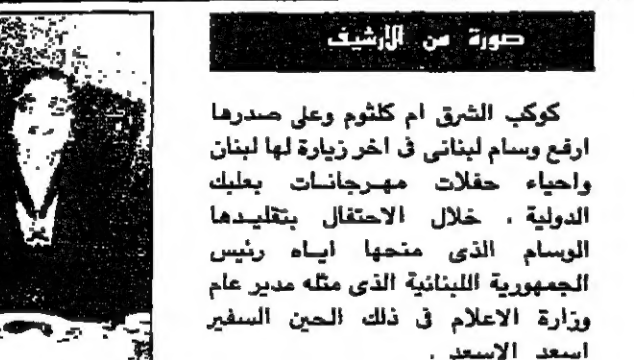 صورة من الأرشيف
كوكب الشرق ام كلثوم وعلى صدرها
ارفع وسام لبنانى فى اخر زيارة لها لبنان
واحياء حفلات مهرجانات بعلبك
الدولية ، خلال الاحتفال بتقليدها
الوسام الذى منحها اياه رئيس
الجمهورية اللبنانية الذى مثله مدير عام
وزارة الاعلام فى ذلك الحين السفير
اسعد الاسعد .